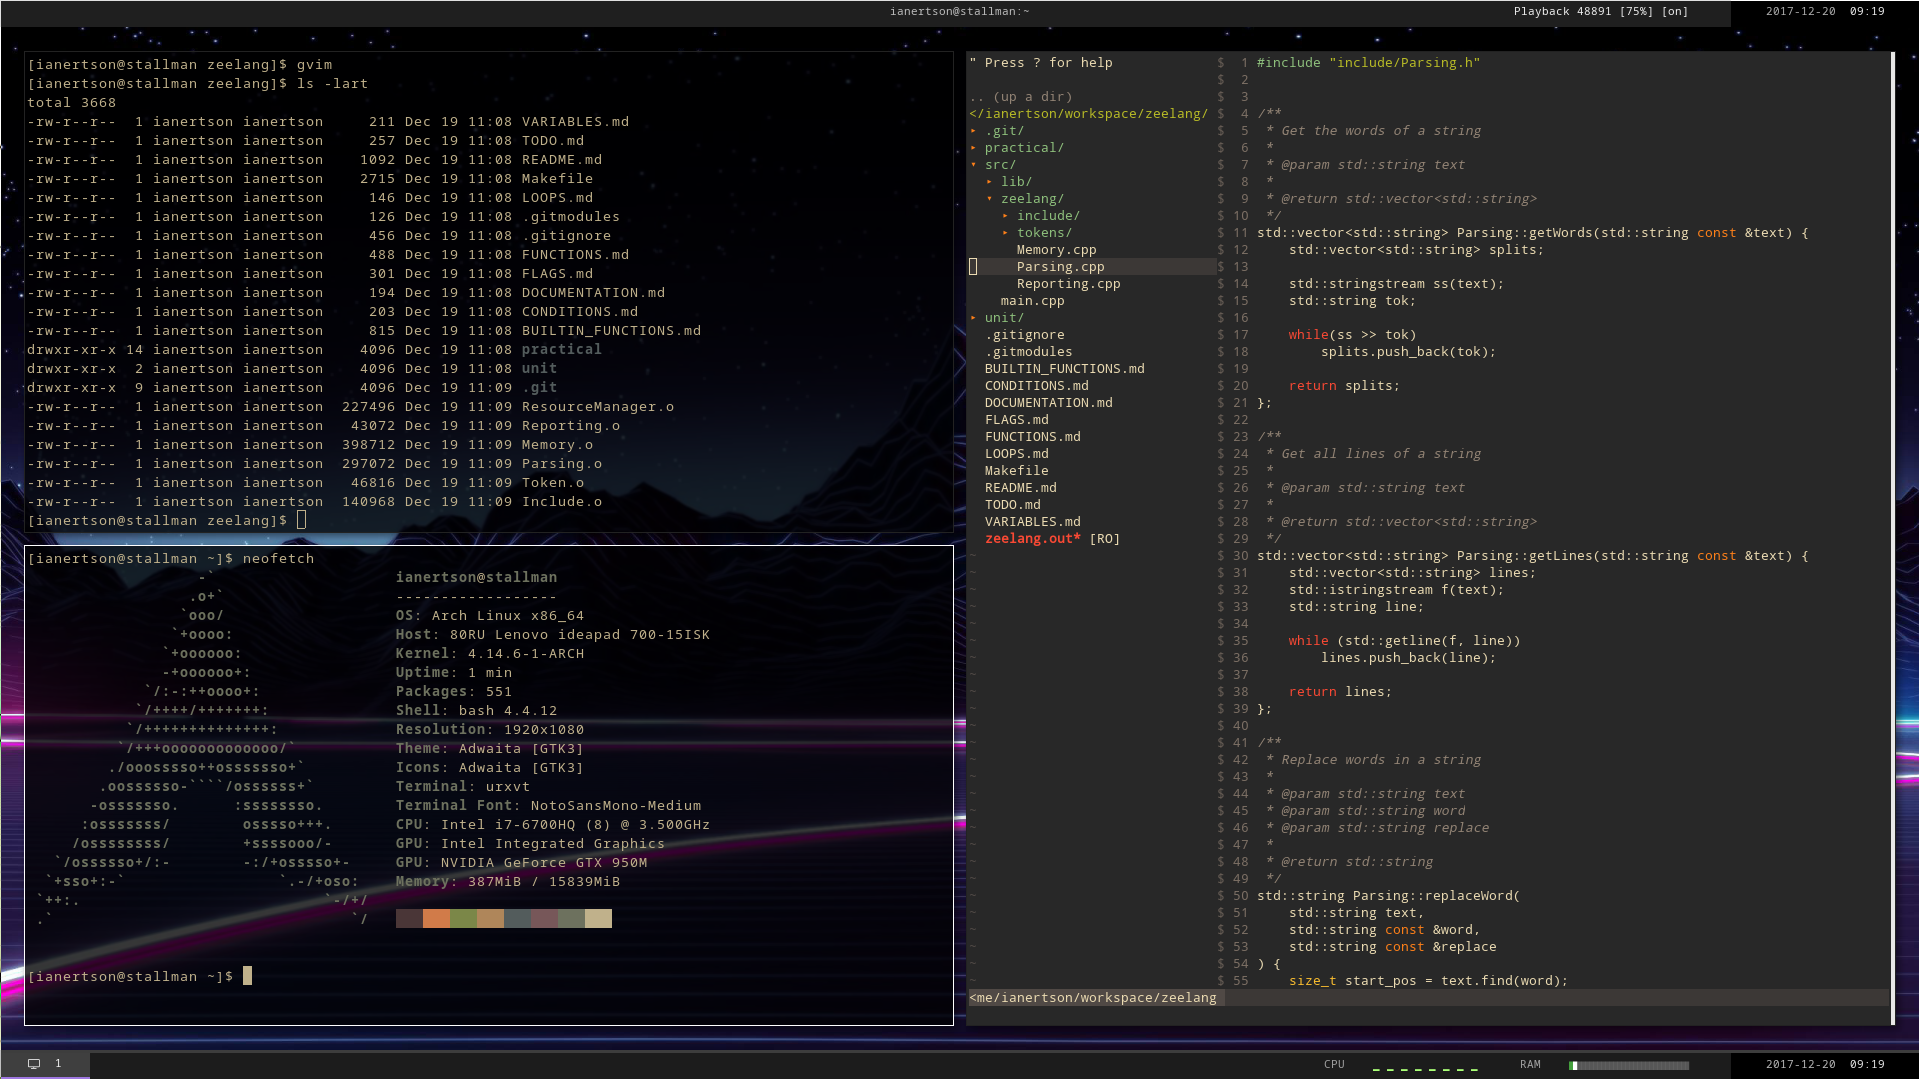 ianertson@stallman:~
Playback 48891 [75%] [on]
2017-12-20 09:19
[ianertson@stallman zeelang]$ gvim
[ianertson@stallman zeelang]$ ls -lart
total 3668
-rw-r--r-- 1 ianertson ianertson 211 Dec 19 11:08 VARIABLES.md
-rw-r--r-- 1 ianertson ianertson 257 Dec 19 11:08 TODO.md
-rw-r--r-- 1 ianertson ianertson 1092 Dec 19 11:08 README.md
-rw-r--r-- 1 ianertson ianertson 2715 Dec 19 11:08 Makefile
-rw-r--r-- 1 ianertson ianertson 146 Dec 19 11:08 LOOPS.md
-rw-r--r-- 1 ianertson ianertson 126 Dec 19 11:08 .gitmodules
-rw-r--r-- 1 ianertson ianertson 456 Dec 19 11:08 .gitignore
-rw-r--r-- 1 ianertson ianertson 488 Dec 19 11:08 FUNCTIONS.md
-rw-r--r-- 1 ianertson ianertson 301 Dec 19 11:08 FLAGS.md
-rw-r--r-- 1 ianertson ianertson 194 Dec 19 11:08 DOCUMENTATION.md
-rw-r--r-- 1 ianertson ianertson 203 Dec 19 11:08 CONDITIONS.md
-rw-r--r-- 1 ianertson ianertson 815 Dec 19 11:08 BUILTIN_FUNCTIONS.md
drwxr-xr-x 14 ianertson ianertson 4096 Dec 19 11:08 practical
drwxr-xr-x 2 ianertson ianertson 4096 Dec 19 11:08 unit
drwxr-xr-x 9 ianertson ianertson 4096 Dec 19 11:09 .git
-rw-r--r-- 1 ianertson ianertson 227496 Dec 19 11:09 ResourceManager.o
-rw-r--r-- 1 ianertson ianertson 43072 Dec 19 11:09 Reporting.o
-rw-r--r-- 1 ianertson ianertson 398712 Dec 19 11:09 Memory.o
-rw-r--r-- 1 ianertson ianertson 297072 Dec 19 11:09 Parsing.o
-rw-r--r-- 1 ianertson ianertson 46816 Dec 19 11:09 Token.o
-rw-r--r-- 1 ianertson ianertson 140968 Dec 19 11:09 Include.o
[ianertson@stallman zeelang]$
[ianertson@stallman ~]$ neofetch
-`
.o+`
`ooo/
`+oooo:
`+oooooo:
-+oooooo+:
`/:-:++oooo+:
`/++++/+++++++:
`/++++++++++++++:
`/+++ooooooooooooo/`
./ooosssso++osssssso+`
.oossssso-````/ossssss+`
-osssssso. :ssssssso.
:osssssss/ osssso+++.
/ossssssss/ +ssssooo/-
`/ossssso+/:- -:/+osssso+-
`+sso+:-` `.-/+oso:
`++:. `-/+/
.` `/
ianertson@stallman
------------------
OS: Arch Linux x86_64
Host: 80RU Lenovo ideapad 700-15ISK
Kernel: 4.14.6-1-ARCH
Uptime: 1 min
Packages: 551
Shell: bash 4.4.12
Resolution: 1920x1080
Theme: Adwaita [GTK3]
Icons: Adwaita [GTK3]
Terminal: urxvt
Terminal Font: NotoSansMono-Medium
CPU: Intel i7-6700HQ (8) @ 3.500GHz
GPU: Intel Integrated Graphics
GPU: NVIDIA GeForce GTX 950M
Memory: 387MiB / 15839MiB
[ianertson@stallman ~]$
" Press ? for help
.. (up a dir)
</ianertson/workspace/zeelang/
▸ .git/
▸ practical/
▾ src/
▸ lib/
▾ zeelang/
▸ include/
▸ tokens/
Memory.cpp
Parsing.cpp
Reporting.cpp
main.cpp
▸ unit/
.gitignore
.gitmodules
BUILTIN_FUNCTIONS.md
CONDITIONS.md
DOCUMENTATION.md
FLAGS.md
FUNCTIONS.md
LOOPS.md
Makefile
README.md
TODO.md
VARIABLES.md
zeelang.out* [RO]
<me/ianertson/workspace/zeelang
$ 1 #include "include/Parsing.h"
$ 2
$ 3
$ 4 /**
$ 5 * Get the words of a string
$ 6 *
$ 7 * @param std::string text
$ 8 *
$ 9 * @return std::vector<std::string>
$ 10 */
$ 11 std::vector<std::string> Parsing::getWords(std::string const &text) {
$ 12 std::vector<std::string> splits;
$ 13
$ 14 std::stringstream ss(text);
$ 15 std::string tok;
$ 16
$ 17 while(ss >> tok)
$ 18 splits.push_back(tok);
$ 19
$ 20 return splits;
$ 21 };
$ 22
$ 23 /**
$ 24 * Get all lines of a string
$ 25 *
$ 26 * @param std::string text
$ 27 *
$ 28 * @return std::vector<std::string>
$ 29 */
$ 30 std::vector<std::string> Parsing::getLines(std::string const &text) {
$ 31 std::vector<std::string> lines;
$ 32 std::istringstream f(text);
$ 33 std::string line;
$ 34
$ 35 while (std::getline(f, line))
$ 36 lines.push_back(line);
$ 37
$ 38 return lines;
$ 39 };
$ 40
$ 41 /**
$ 42 * Replace words in a string
$ 43 *
$ 44 * @param std::string text
$ 45 * @param std::string word
$ 46 * @param std::string replace
$ 47 *
$ 48 * @return std::string
$ 49 */
$ 50 std::string Parsing::replaceWord(
$ 51 std::string text,
$ 52 std::string const &word,
$ 53 std::string const &replace
$ 54 ) {
$ 55 size_t start_pos = text.find(word);
1
CPU
RAM
2017-12-20 09:19